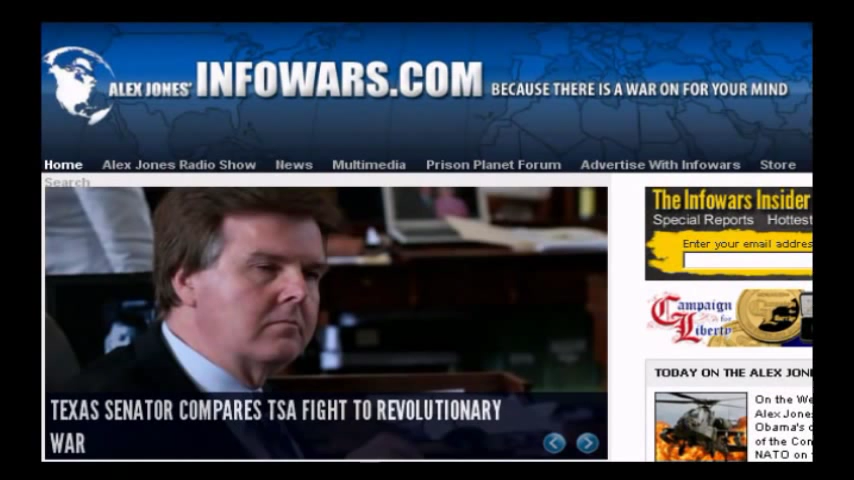 ALEX JONES' INFOWARS.COM BECAUSE THERE IS A WAR ON FOR YOUR MIND
Home Alex Jones Radio Show News Multimedia Prison Planet Forum Advertise With Infowars Store
Search
TEXAS SENATOR COMPARES TSA FIGHT TO REVOLUTIONARY
WAR
The Infowars Insider
Special Reports Hottest
Enter your email addres
Campaign
for
Liberty
TODAY ON THE ALEX JON
On the We
Alex Jone
Obama's
of the Con
NATO on